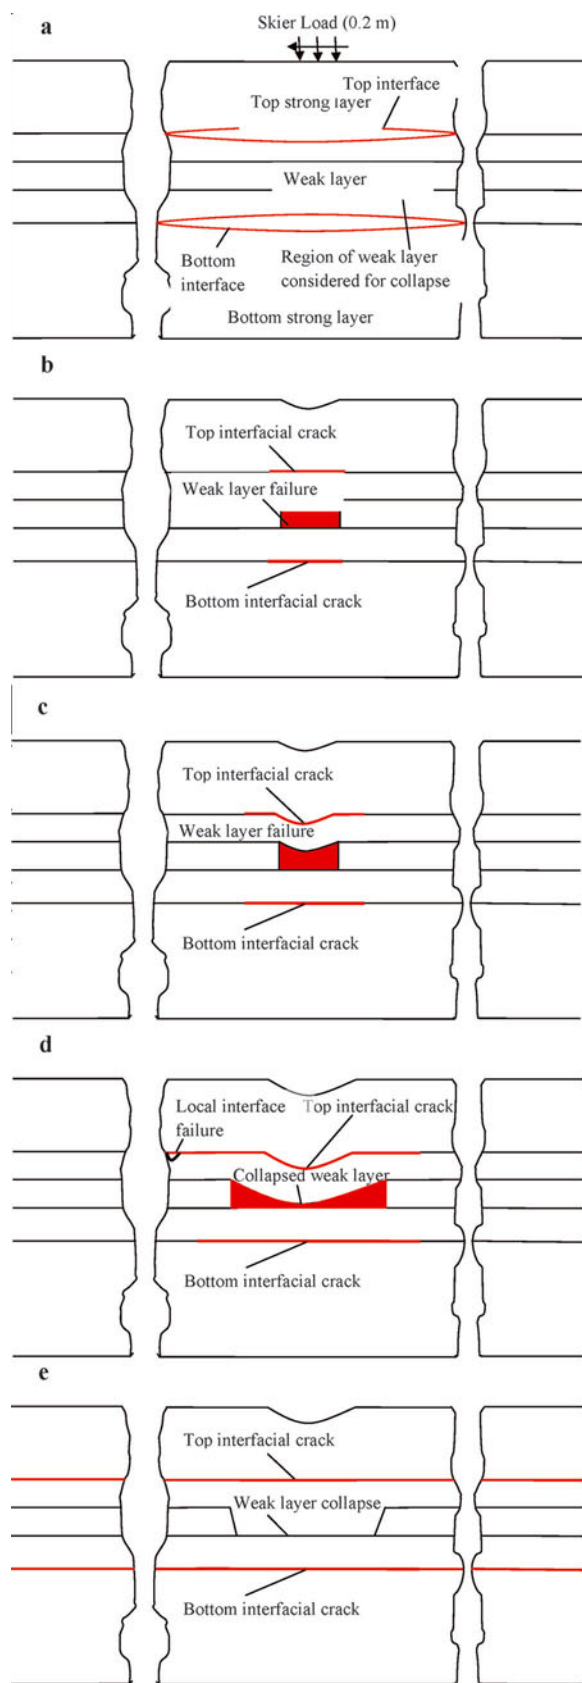 a
Skier Load (0.2 m)
Top interface
Top strong layer
Weak layer
Bottom
interface
Region of weak layer
considered for collapse
Bottom strong layer
b
Top interfacial crack
Weak layer failure
Bottom interfacial crack
c
Top interfacial crack
Weak layer failure
Bottom interfacial crack
d
Local interface
failure
Top interfacial crack
Collapsed weak layer
Bottom interfacial crack
e
Top interfacial crack
Weak layer collapse
Bottom interfacial crack